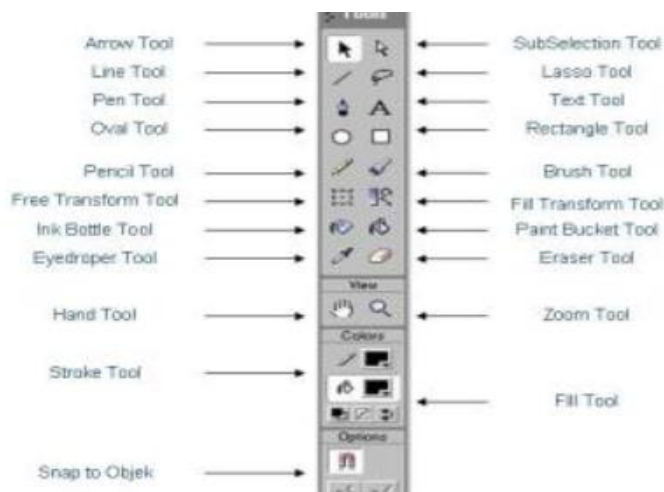 Tools
Arrow Tool
SubSelection Tool
Line Tool
Lasso Tool
Pen Tool
Text Tool
A
Oval Tool
Rectangle Tool
Pencil Tool
Brush Tool
Free Transform Tool
Fill Transform Tool
Ink Bottle Tool
Paint Bucket Tool
Eyedroper Tool
Eraser Tool
View
Hand Tool
Zoom Tool
Colors
Stroke Tool
Fill Tool
Options
Snap to Objek